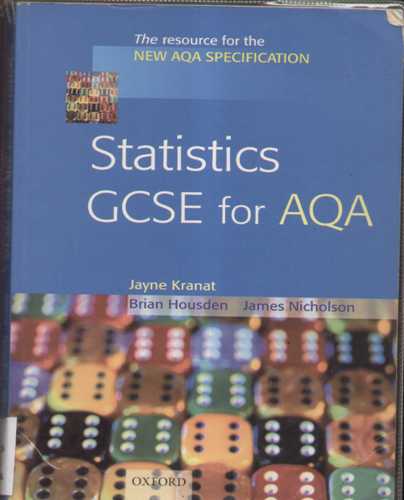 The resource for the
NEW AQA SPECIFICATION
Statistics
GCSE for AQA
Jayne Kranat
Brian Housden James Nicholson
OXFORD